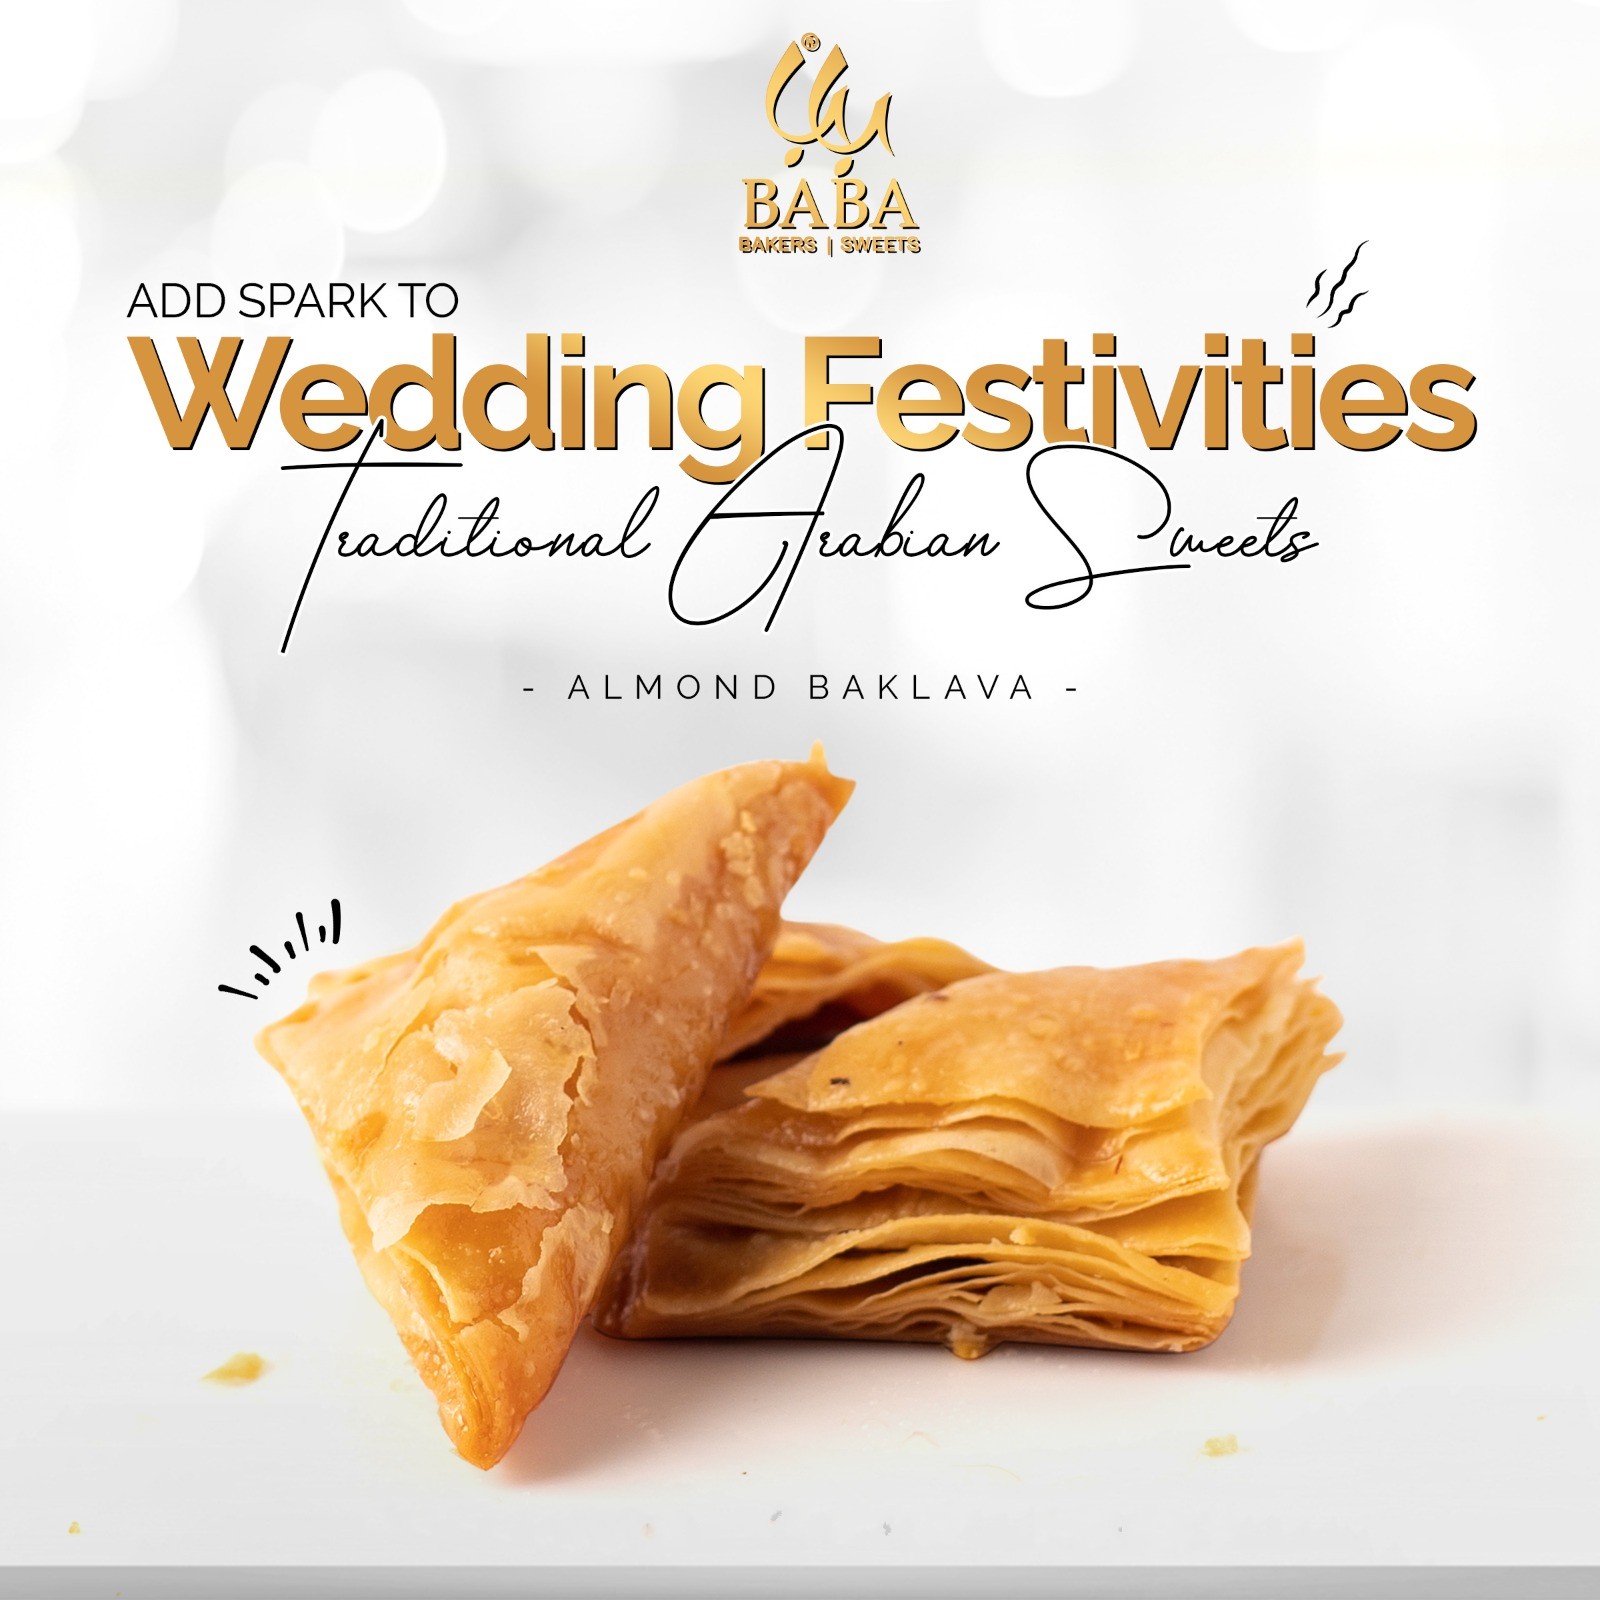 ®
بابا
BABA
BAKERS | SWEETS
ADD SPARK TO
Wedding Festivities
Traditional Arabian Sweets
- ALMOND BAKLAVA -